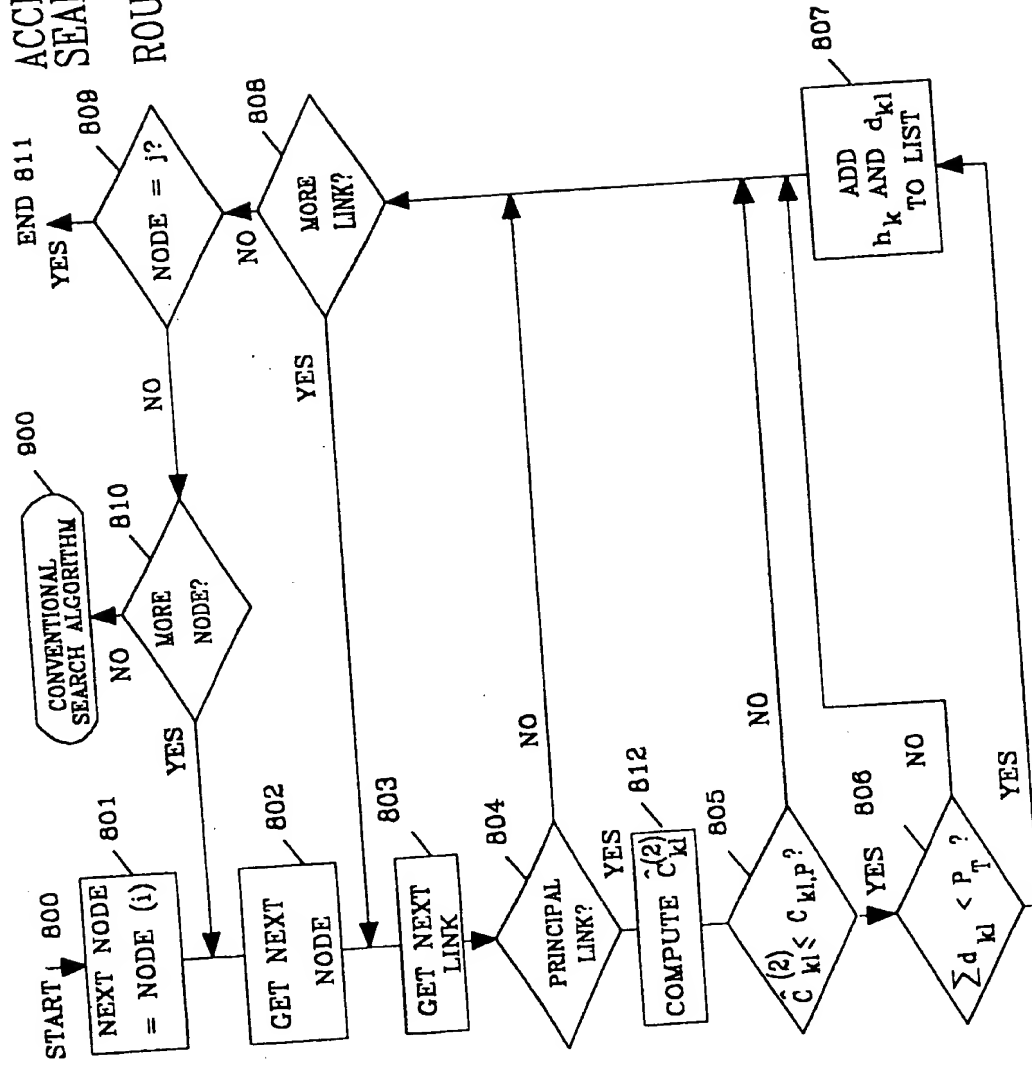 START 800
NEXT NODE
= NODE (i)
801
YES
GET NEXT
NODE
802
GET NEXT
LINK
803
PRINCIPAL
LINK?
804
NO
YES
COMPUTE Ĉ(2)kl
812
Ĉ(2)kl ≤ Ckl,P?
805
NO
YES
∑ dkl < PT ?
806
NO
YES
ADD
hk AND dkl
TO LIST
807
MORE
LINK?
808
YES
NO
NODE = j?
809
YES
END 811
NO
MORE
NODE?
810
NO
CONVENTIONAL
SEARCH ALGORITHM
900